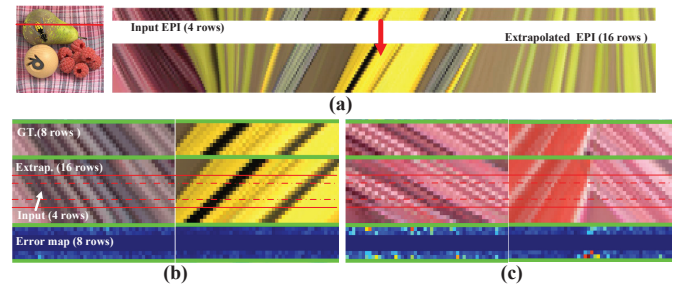 Input EPI (4 rows)
Extrapolated EPI (16 rows )
(a)
GT.(8 rows )
Extrap. (16 rows)
Input (4 rows)
Error map (8 rows)
(b)
(c)